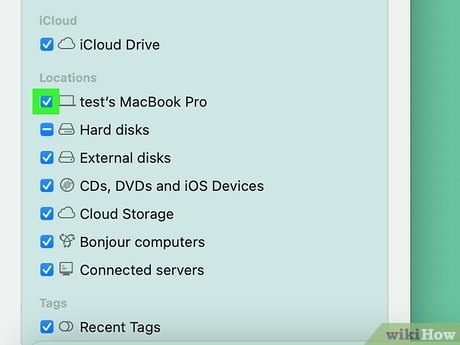 iCloud
iCloud Drive
Locations
test's MacBook Pro
Hard disks
External disks
CDs, DVDs and iOS Devices
Cloud Storage
Bonjour computers
Connected servers
Tags
Recent Tags
wikiHow